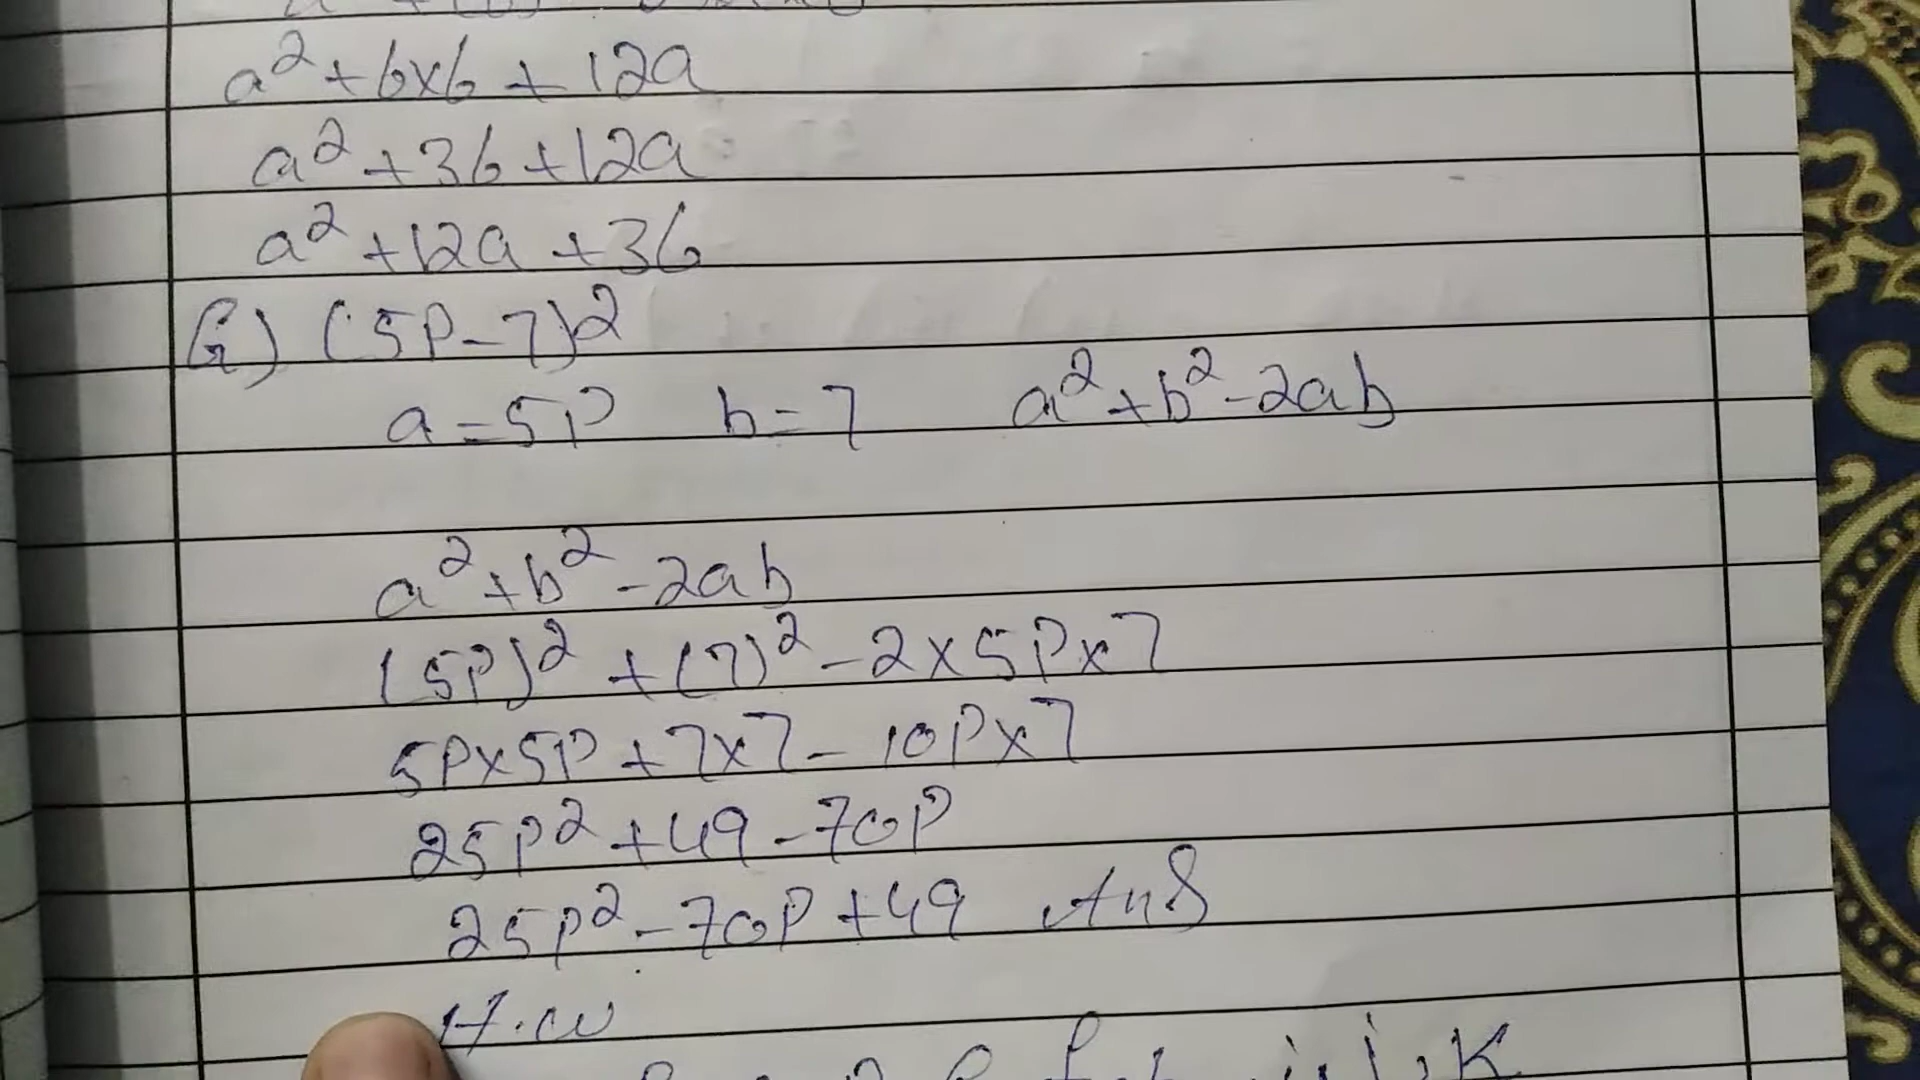 a² + 6×6 + 12a
a² + 36 + 12a
a² + 12a + 36
G) (5P - 7)²
a = 5P b = 7 a² + b² - 2ab
a² + b² - 2ab
(5P)² + (7)² - 2 × 5P × 7
5P × 5P + 7 × 7 - 10P × 7
25P² + 49 - 70P
25P² - 70P + 49 Ans
H.w